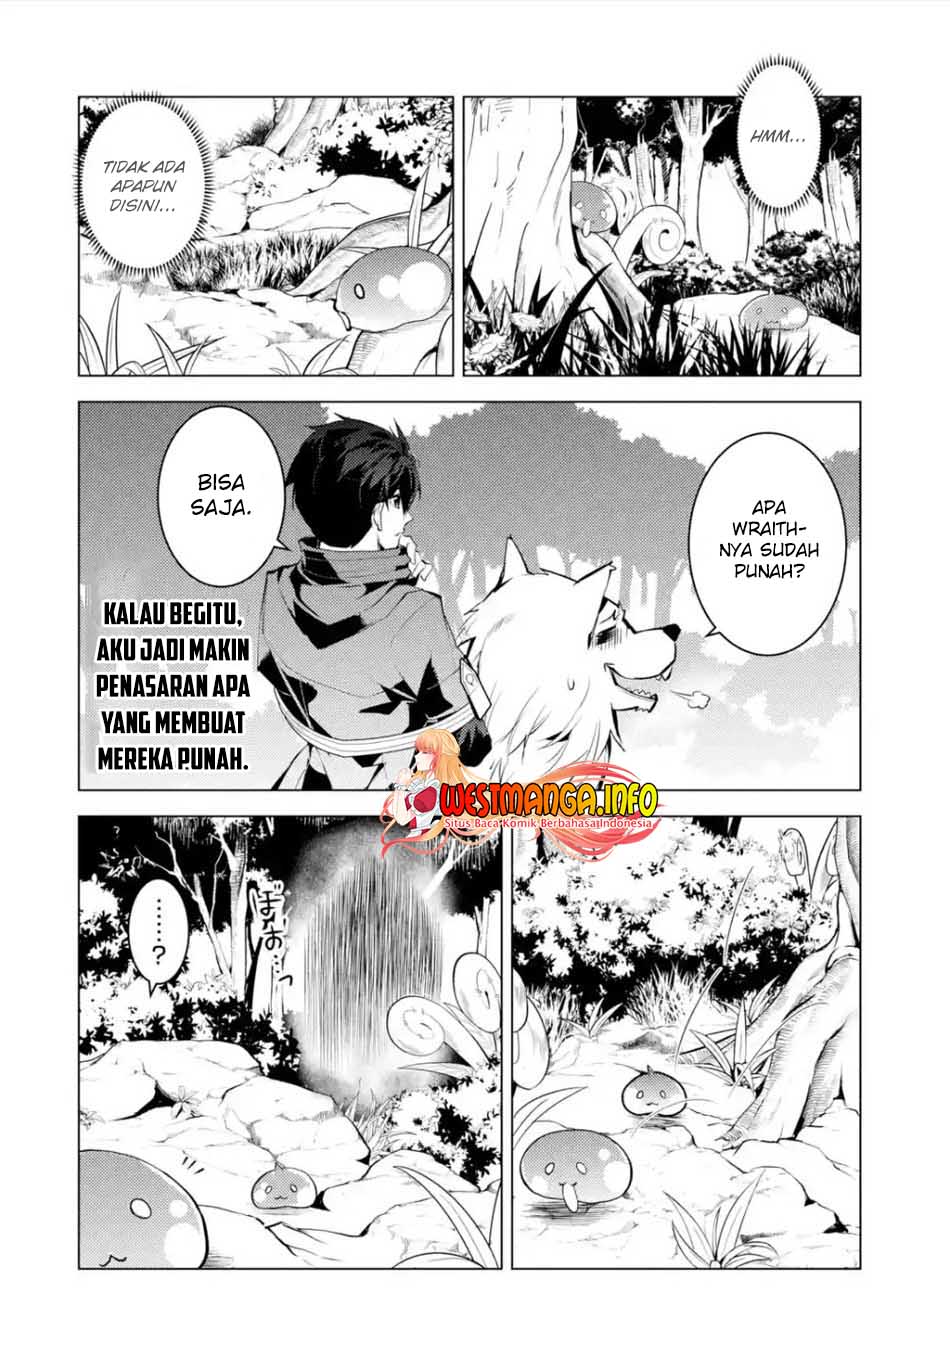 HMM...
TIDAK ADA
APAPUN
DISINI...
APA
WRAITH-
NYA SUDAH
PUNAH?
BISA
SAJA.
KALAU BEGITU,
AKU JADI MAKIN
PENASARAN APA
YANG MEMBUAT
MEREKA PUNAH.
WESTMANGA.INFO
Situs Baca Komik Berbahasa Indonesia
ぼぉお…
……?